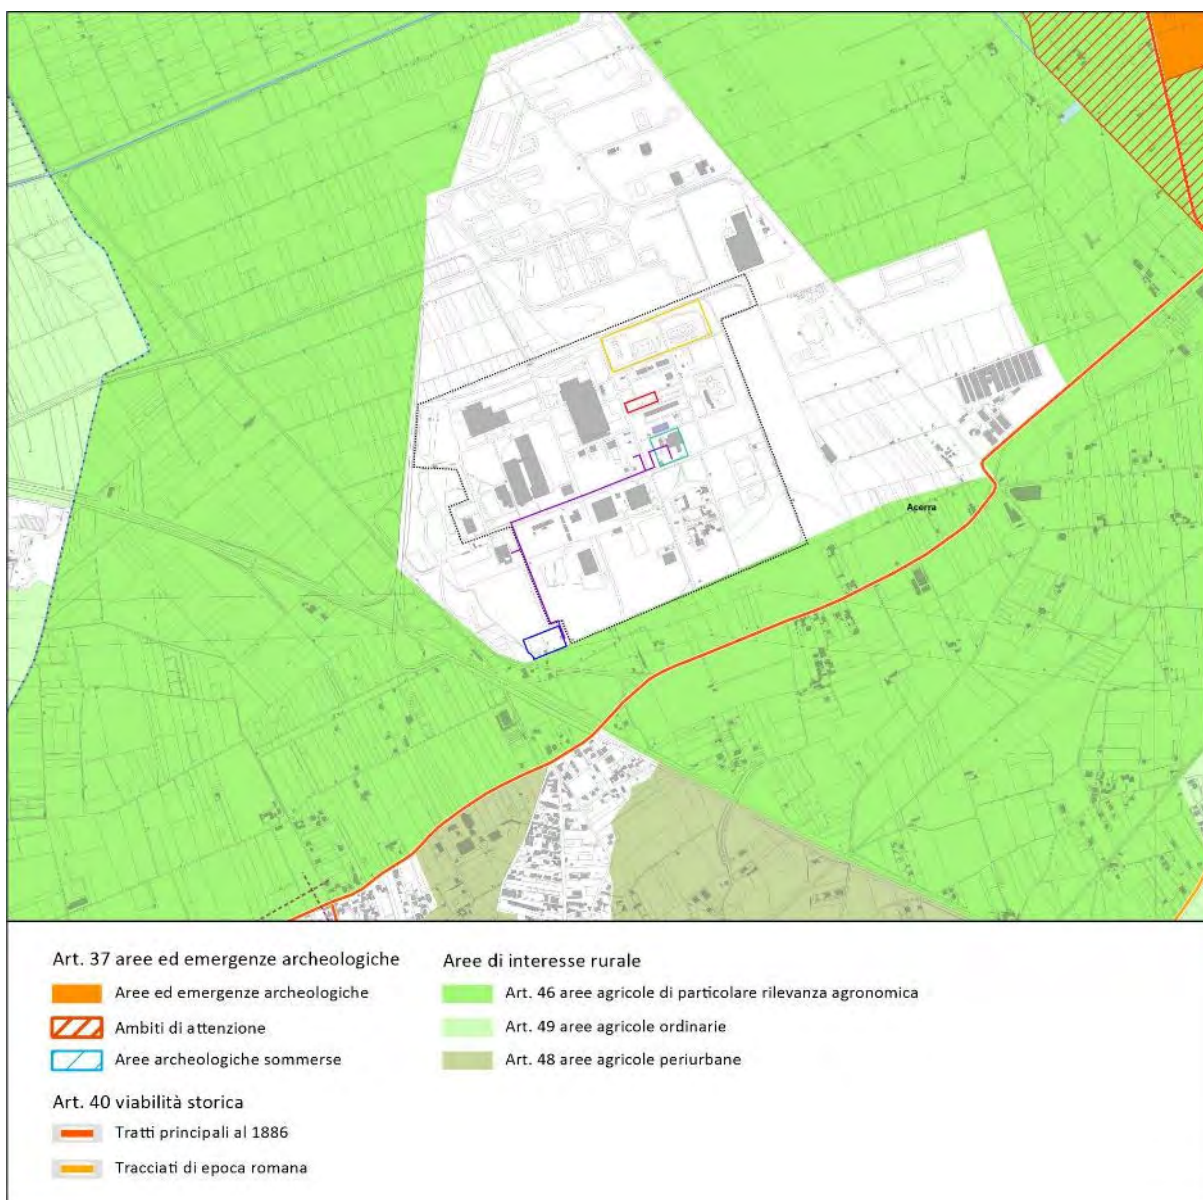 Acerra
Art. 37 aree ed emergenze archeologiche
Aree ed emergenze archeologiche
Ambiti di attenzione
Aree archeologiche sommerse
Art. 40 viabilità storica
Tratti principali al 1886
Tracciati di epoca romana
Aree di interesse rurale
Art. 46 aree agricole di particolare rilevanza agronomica
Art. 49 aree agricole ordinarie
Art. 48 aree agricole periurbane